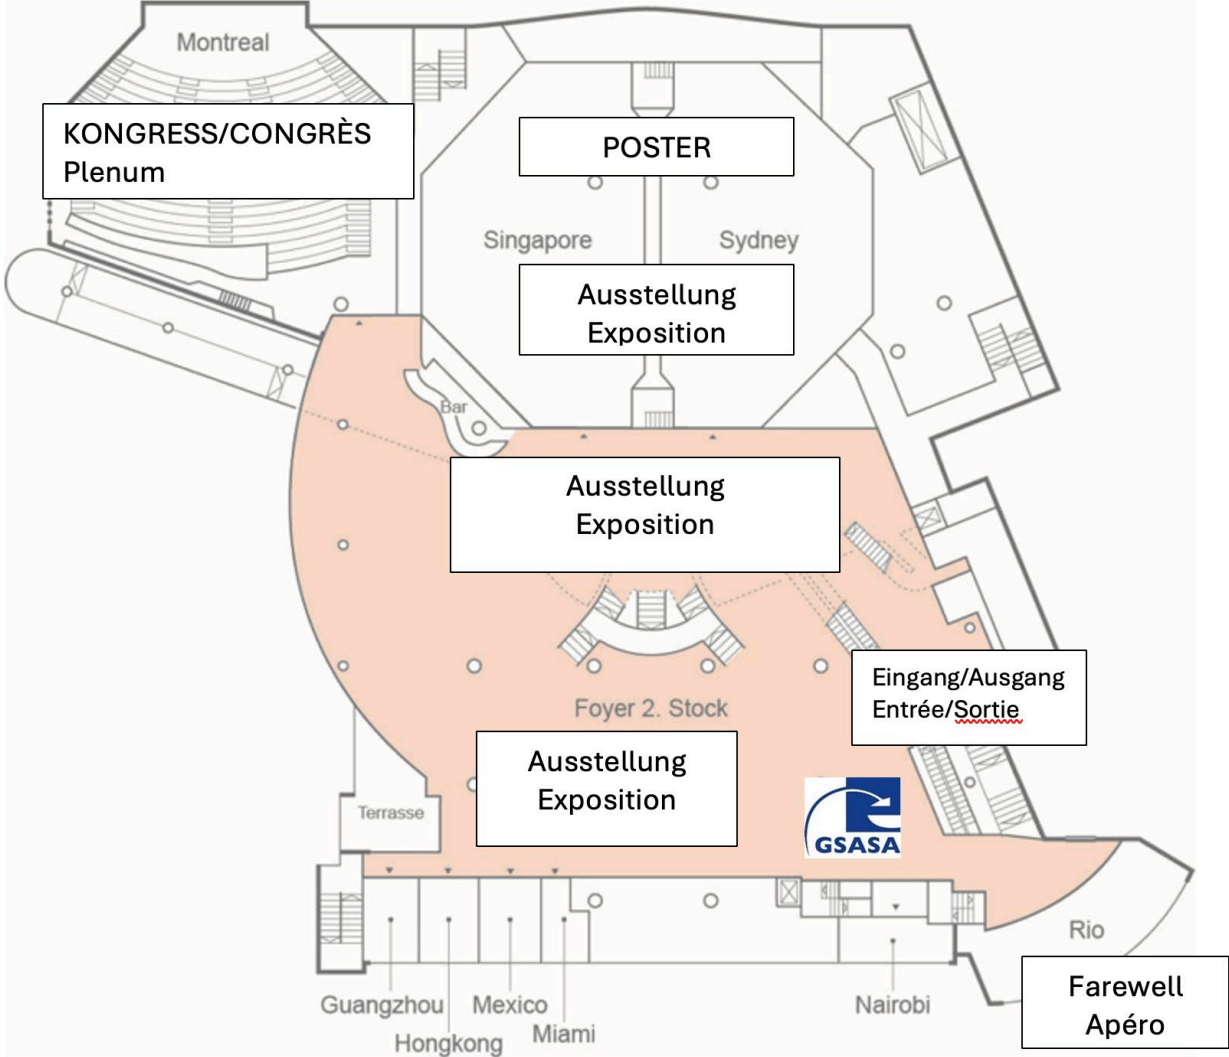 Montreal
KONGRESS/CONGRÈS
Plenum
POSTER
Singapore
Sydney
Ausstellung
Exposition
Bar
Ausstellung
Exposition
Eingang/Ausgang
Entrée/Sortie
Foyer 2. Stock
Ausstellung
Exposition
GSASA
Terrasse
Rio
Farewell
Apéro
Guangzhou
Mexico
Nairobi
Hongkong
Miami